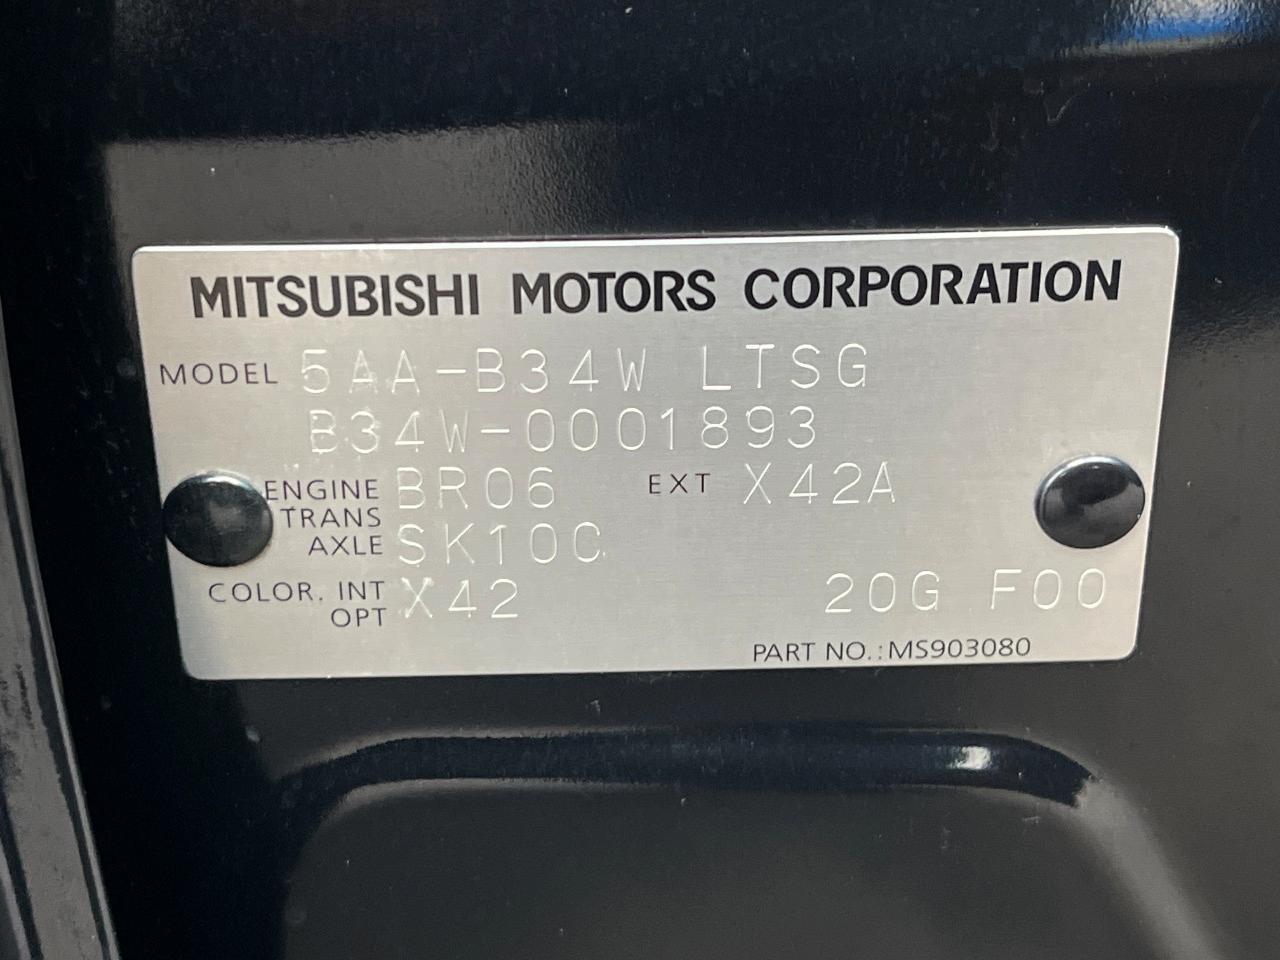 MITSUBISHI MOTORS CORPORATION
MODEL 5AA-B34W LTSG
B34W-0001893
ENGINE BR06 EXT X42A
TRANS
AXLE SK10C
COLOR. INT X42 20G F00
OPT
PART NO.:MS903080